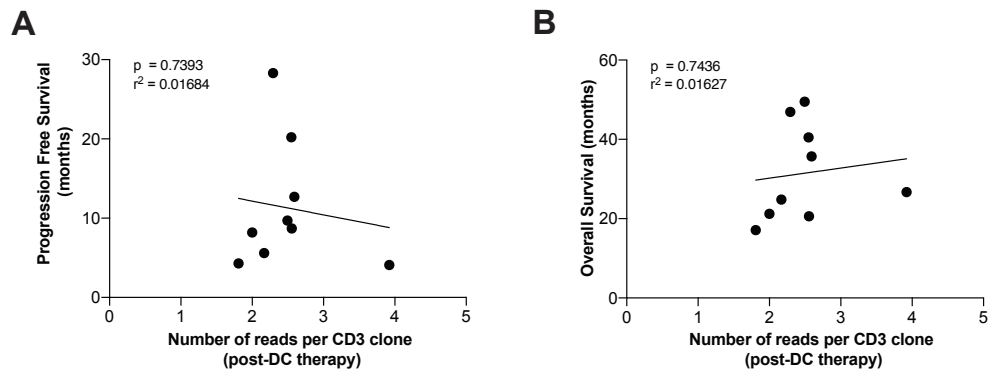 A
p = 0.7393
r² = 0.01684
Progression Free Survival
(months)
30
20
10
0
0 1 2 3 4 5
Number of reads per CD3 clone
(post-DC therapy)
B
p = 0.7436
r² = 0.01627
Overall Survival (months)
60
40
20
0
0 1 2 3 4 5
Number of reads per CD3 clone
(post-DC therapy)